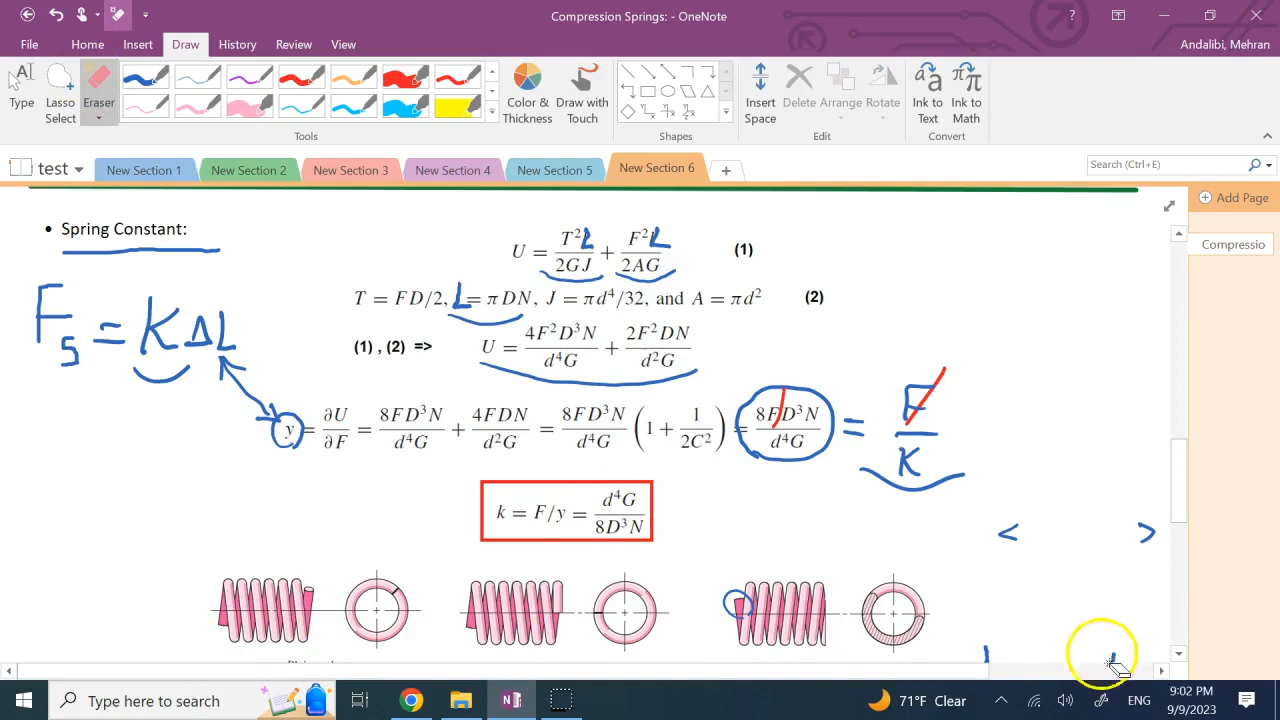 Compression Springs: - OneNote
?
File Home Insert Draw History Review View
Andalibi, Mehran
Type
Lasso Select
Eraser
Color & Thickness
Draw with Touch
Insert Space
Delete
Arrange
Rotate
Ink to Text
Ink to Math
Tools
Shapes
Edit
Convert
test
New Section 1
New Section 2
New Section 3
New Section 4
New Section 5
New Section 6
Search (Ctrl+E)
Add Page
Compressio
• Spring Constant:
U = T²L/2GJ + F²L/2AG (1)
T = FD/2, L = πDN, J = πd⁴/32, and A = πd² (2)
F_S = K ΔL
(1) , (2) => U = 4F²D³N/d⁴G + 2F²DN/d²G
y = ∂U/∂F = 8FD³N/d⁴G + 4FDN/d²G = 8FD³N/d⁴G (1 + 1/2C²) = 8FD³N/d⁴G = F/K
k = F/y = d⁴G/8D³N
< >
Type here to search
71°F Clear
ENG
9:02 PM
9/9/2023